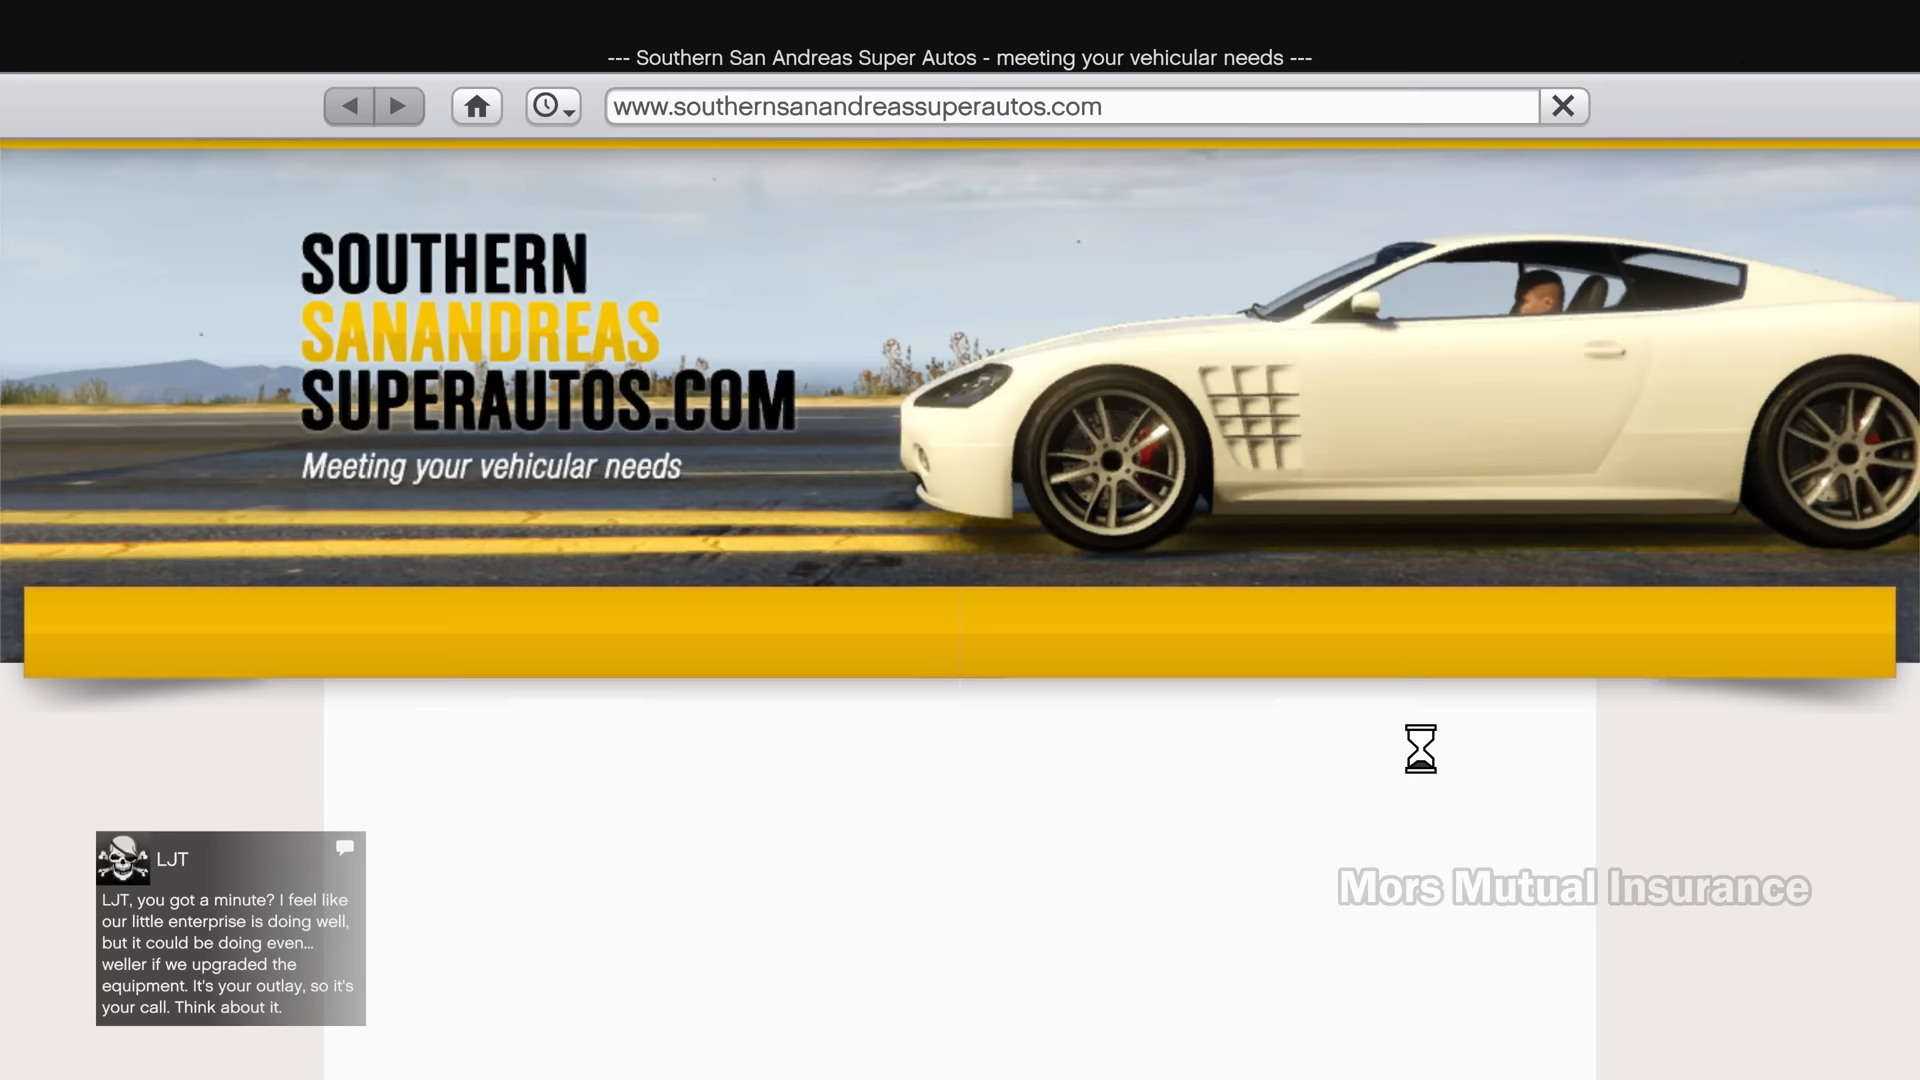 --- Southern San Andreas Super Autos - meeting your vehicular needs ---
www.southernsanandreassuperautos.com
SOUTHERN
SANANDREAS
SUPERAUTOS.COM
Meeting your vehicular needs
LJT
LJT, you got a minute? I feel like
our little enterprise is doing well,
but it could be doing even...
weller if we upgraded the
equipment. It's your outlay, so it's
your call. Think about it.
Mors Mutual Insurance